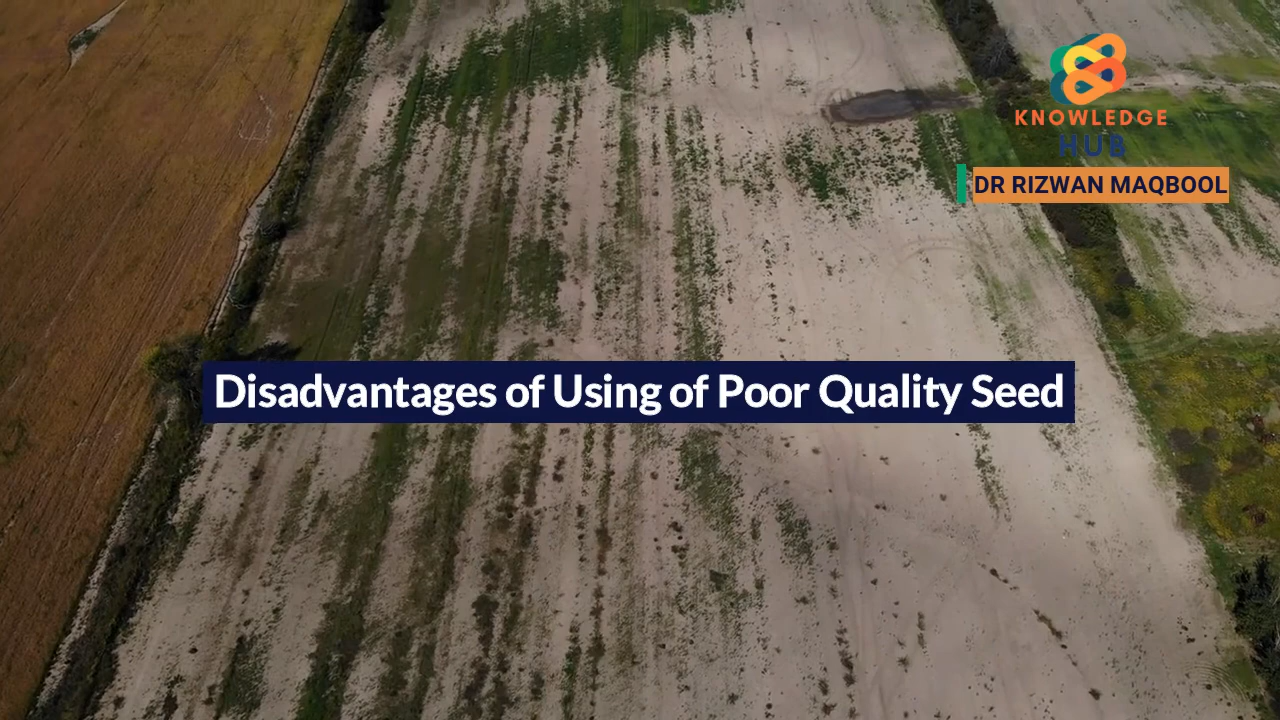 KNOWLEDGE
HUB
DR RIZWAN MAQBOOL
Disadvantages of Using of Poor Quality Seed